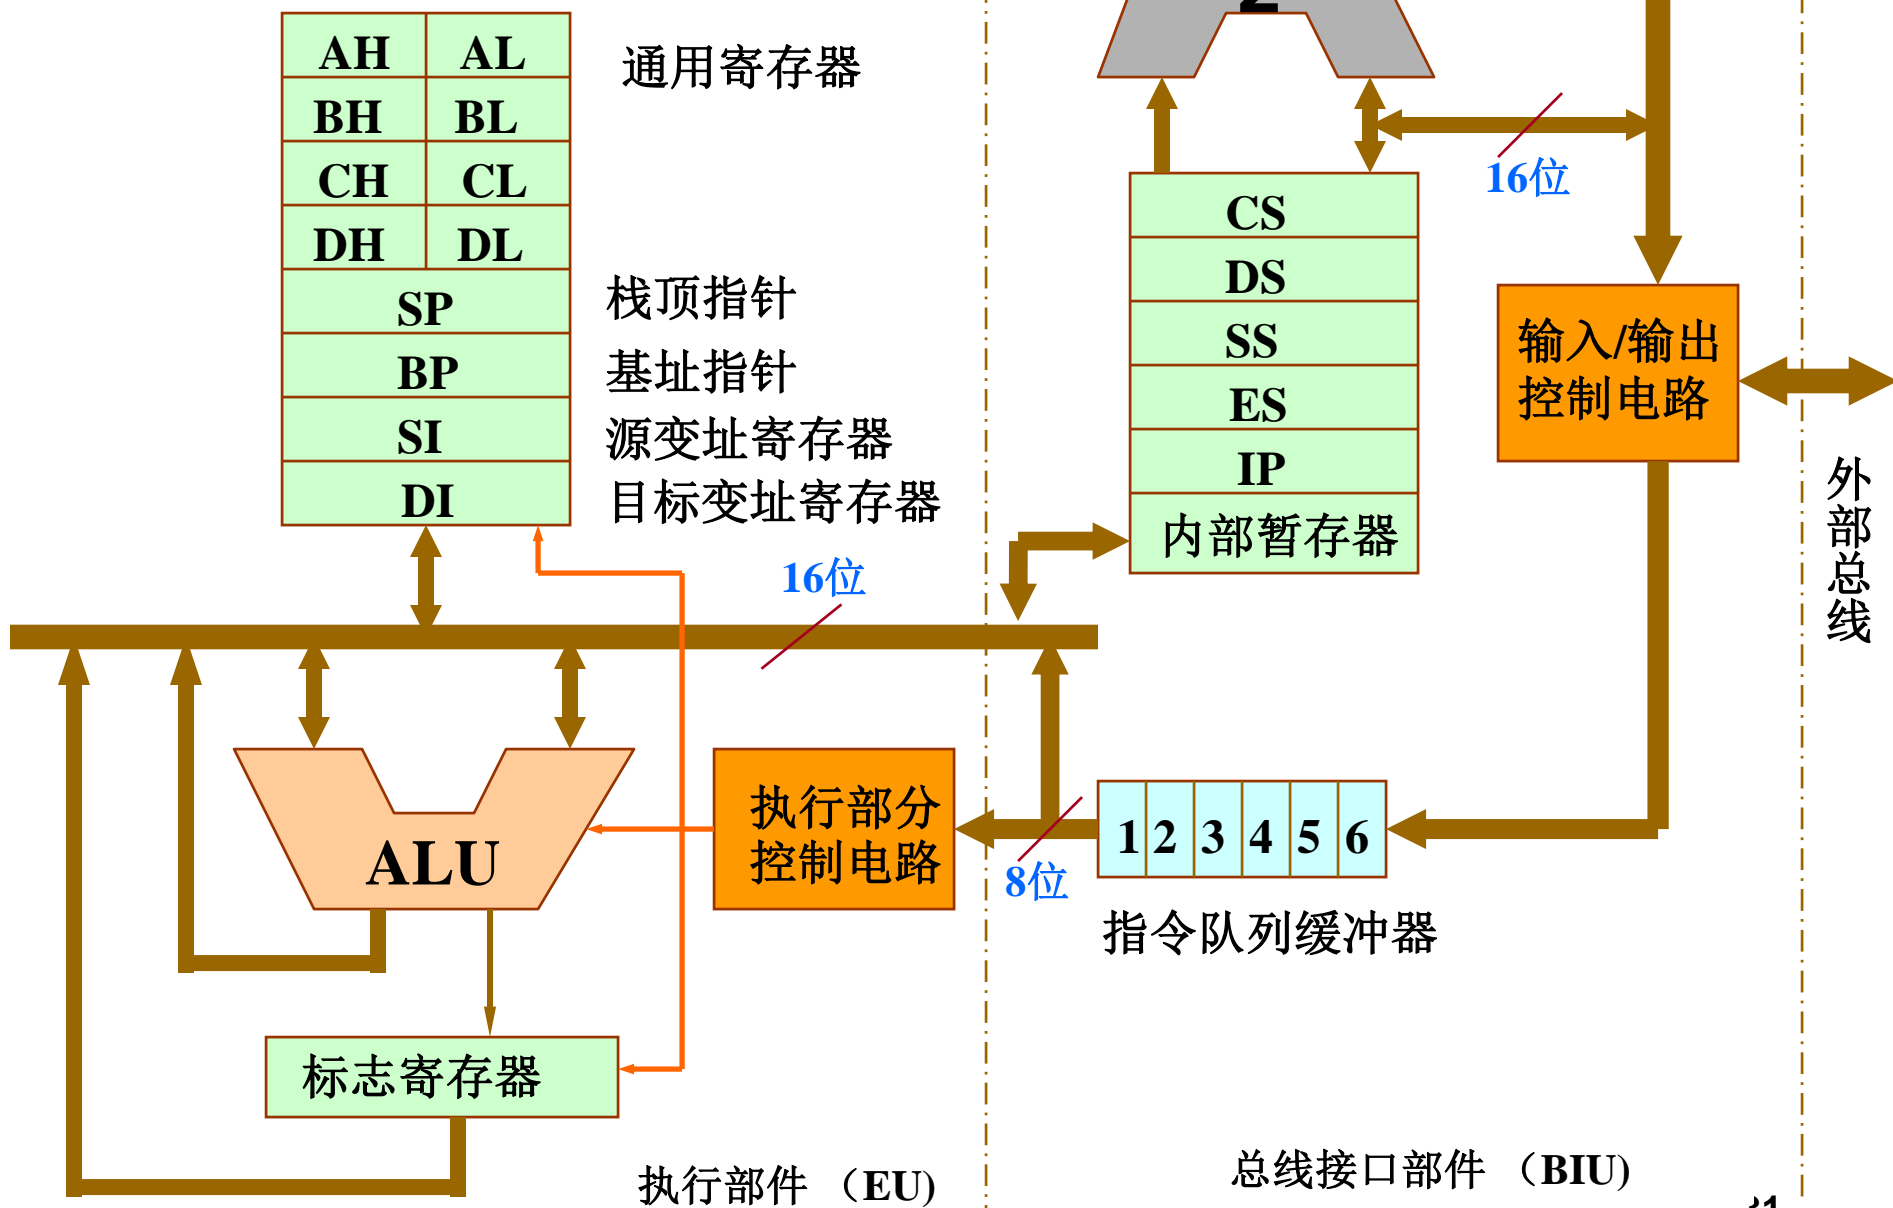 AH AL
BH BL
CH CL
DH DL
SP
BP
SI
DI
通用寄存器
栈顶指针
基址指针
源变址寄存器
目标变址寄存器
16位
ALU
标志寄存器
执行部分
控制电路
执行部件 （EU)
Σ
16位
CS
DS
SS
ES
IP
内部暂存器
输入/输出
控制电路
外部总线
8位
1 2 3 4 5 6
指令队列缓冲器
总线接口部件 （BIU)